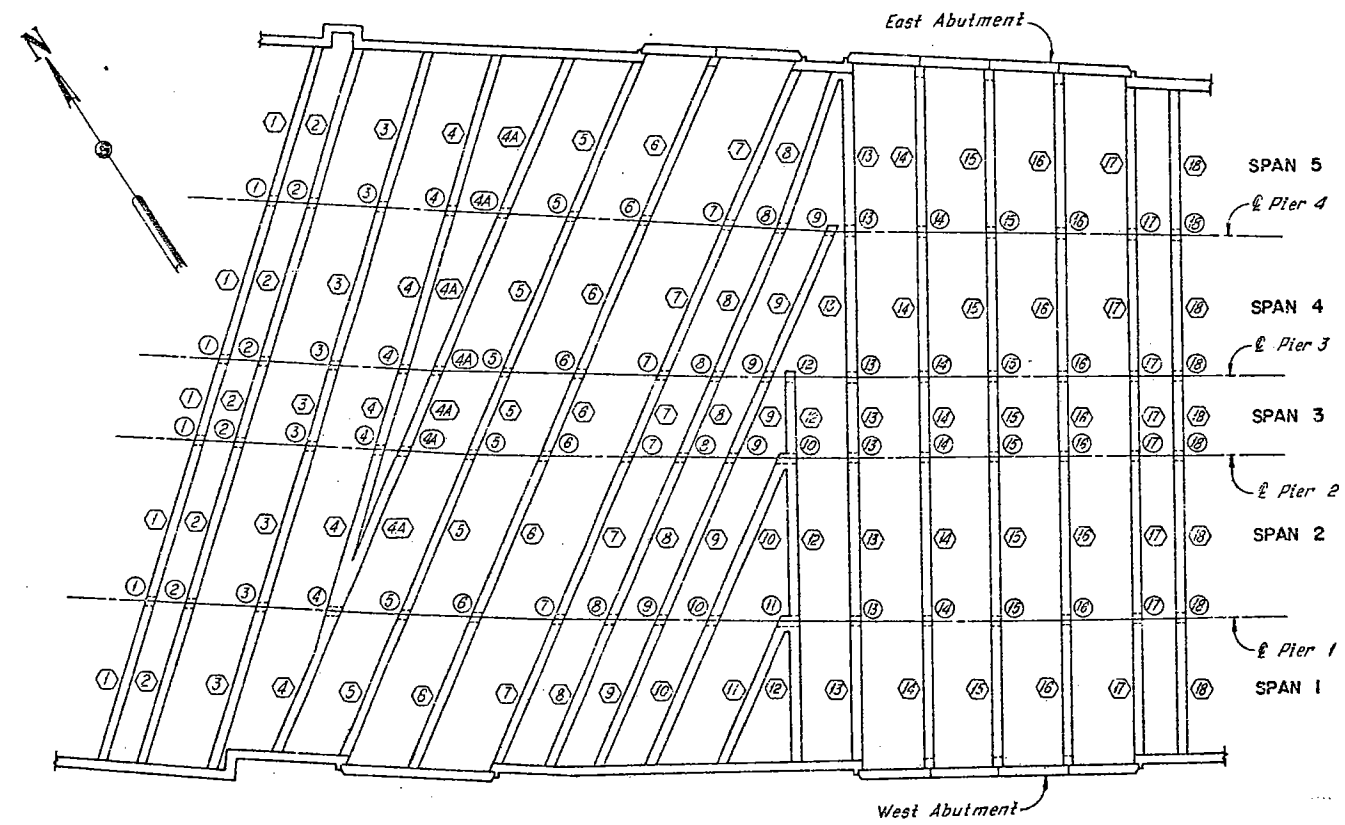 East Abutment
N
1 2 3 4 4A 5 6 7 8 13 14 15 16 17 18 SPAN 5
1 2 3 4 4A 5 6 7 8 9 13 14 15 16 17 18 ℄ Pier 4
1 2 3 4 4A 5 6 7 8 9 13 14 15 16 17 18 SPAN 4
1 2 3 4 4A 5 6 7 8 9 12 13 14 15 16 17 18 ℄ Pier 3
1 2 3 4 4A 5 6 7 8 9 12 13 14 15 16 17 18 SPAN 3
1 2 3 4 4A 5 6 7 8 9 10 13 14 15 16 17 18 ℄ Pier 2
1 2 3 4 4A 5 6 7 8 9 10 12 13 14 15 16 17 18 SPAN 2
1 2 3 4 5 6 7 8 9 10 11 13 14 15 16 17 18 ℄ Pier 1
1 2 3 4 5 6 7 8 9 10 11 12 13 14 15 16 17 18 SPAN 1
West Abutment